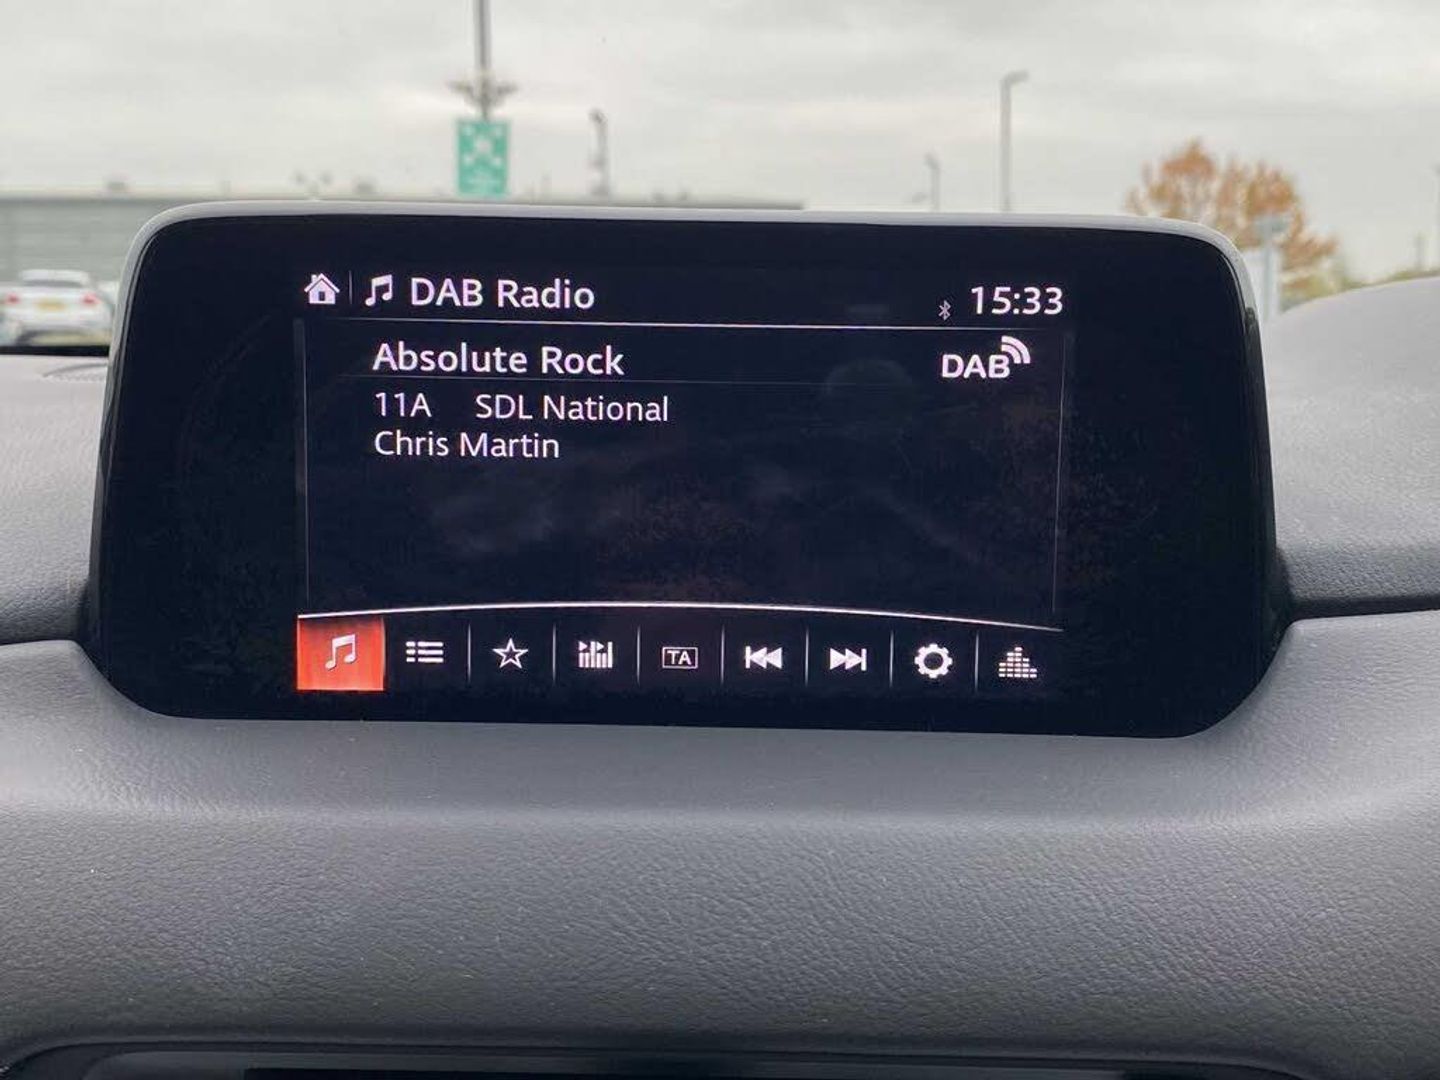 DAB Radio
15:33
Absolute Rock
DAB
11A SDL National
Chris Martin
TA